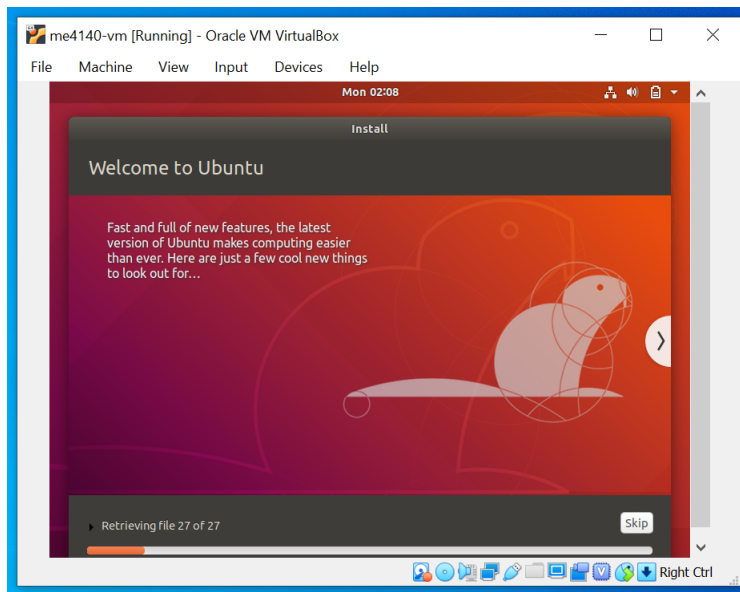 me4140-vm [Running] - Oracle VM VirtualBox
File Machine View Input Devices Help
Mon 02:08
Install
Welcome to Ubuntu
Fast and full of new features, the latest
version of Ubuntu makes computing easier
than ever. Here are just a few cool new things
to look out for...
Retrieving file 27 of 27
Skip
V
Right Ctrl